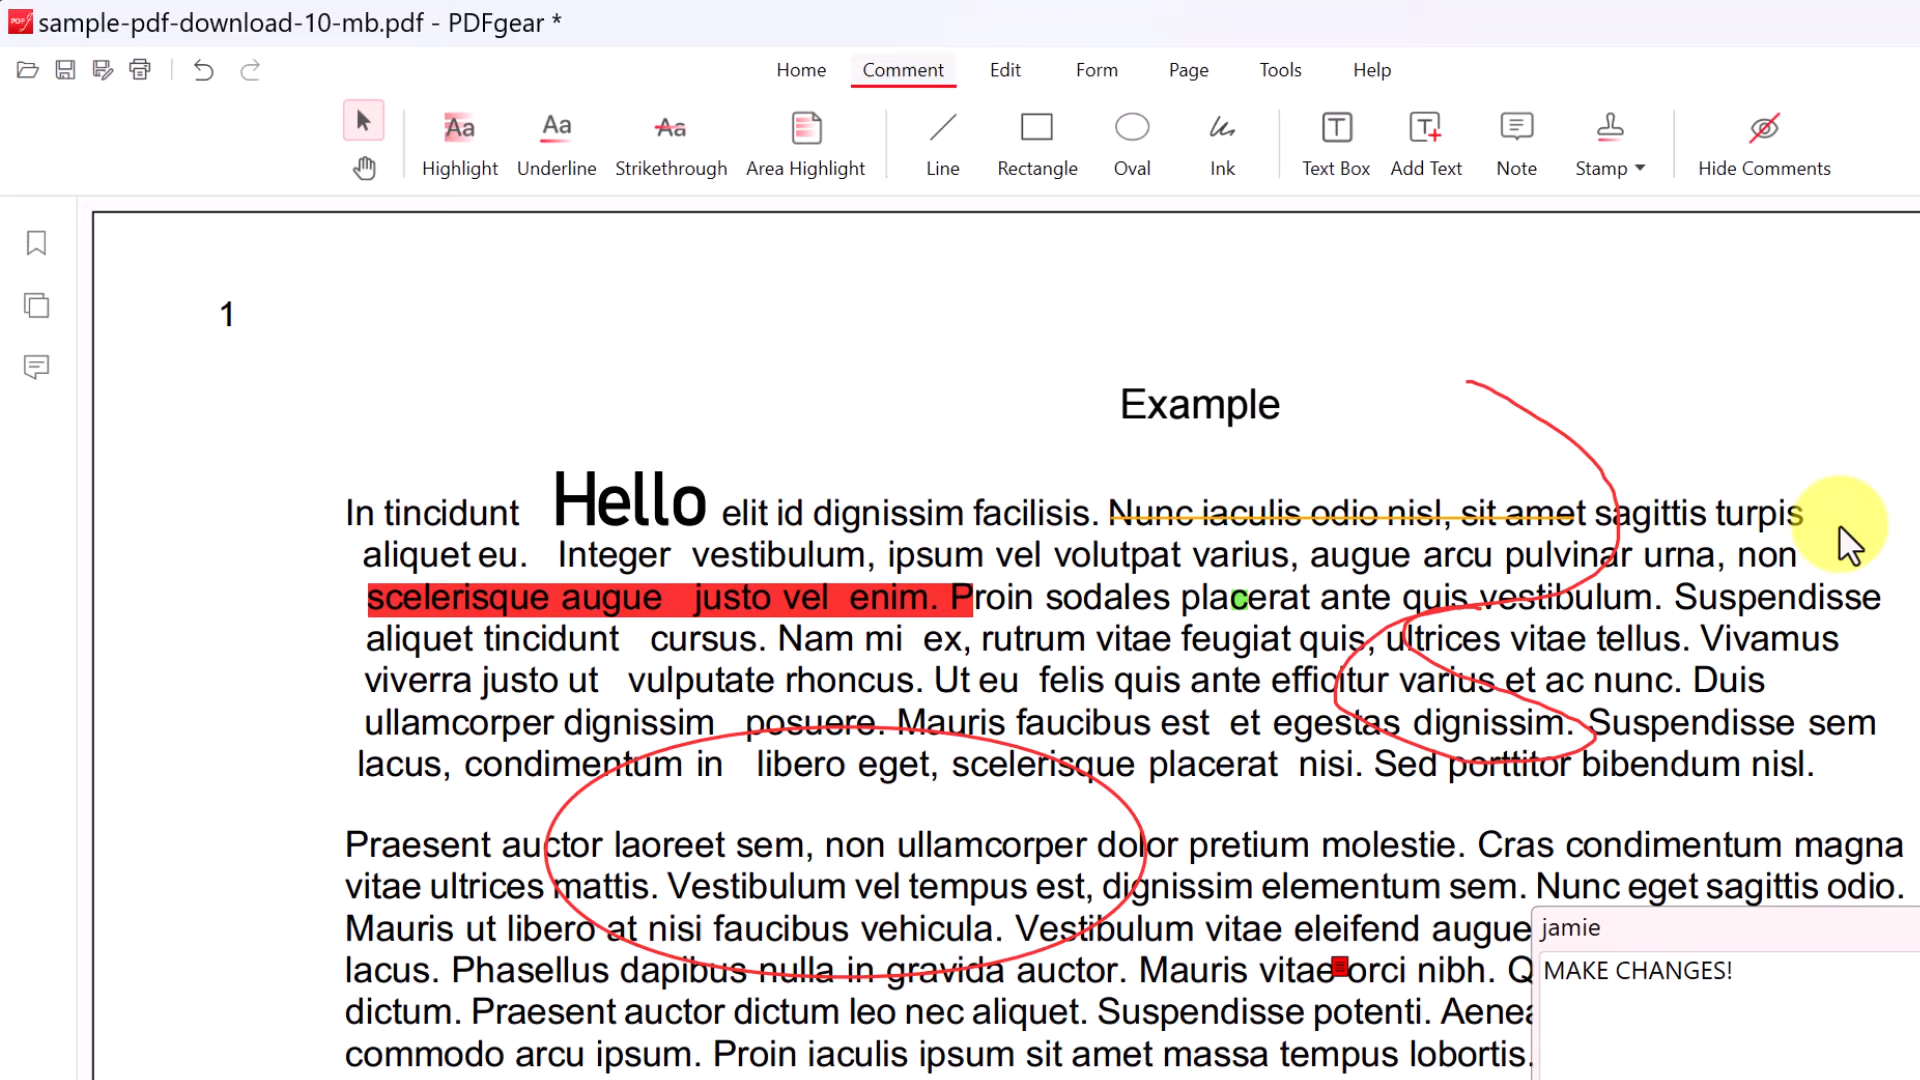 sample-pdf-download-10-mb.pdf - PDFgear *
Home Comment Edit Form Page Tools Help
Highlight Underline Strikethrough Area Highlight Line Rectangle Oval Ink Text Box Add Text Note Stamp Hide Comments
1
Example
In tincidunt Hello elit id dignissim facilisis. Nunc iaculis odio nisl, sit amet sagittis turpis
aliquet eu. Integer vestibulum, ipsum vel volutpat varius, augue arcu pulvinar urna, non
scelerisque augue justo vel enim. Proin sodales placerat ante quis vestibulum. Suspendisse
aliquet tincidunt cursus. Nam mi ex, rutrum vitae feugiat quis, ultrices vitae tellus. Vivamus
viverra justo ut vulputate rhoncus. Ut eu felis quis ante efficitur varius et ac nunc. Duis
ullamcorper dignissim posuere. Mauris faucibus est et egestas dignissim. Suspendisse sem
lacus, condimentum in libero eget, scelerisque placerat nisi. Sed porttitor bibendum nisl.
Praesent auctor laoreet sem, non ullamcorper dolor pretium molestie. Cras condimentum magna
vitae ultrices mattis. Vestibulum vel tempus est, dignissim elementum sem. Nunc eget sagittis odio.
Mauris ut libero at nisi faucibus vehicula. Vestibulum vitae eleifend augue
lacus. Phasellus dapibus nulla in gravida auctor. Mauris vitae orci nibh. Q
dictum. Praesent auctor dictum leo nec aliquet. Suspendisse potenti. Aenea
commodo arcu ipsum. Proin iaculis ipsum sit amet massa tempus lobortis.
jamie
MAKE CHANGES!